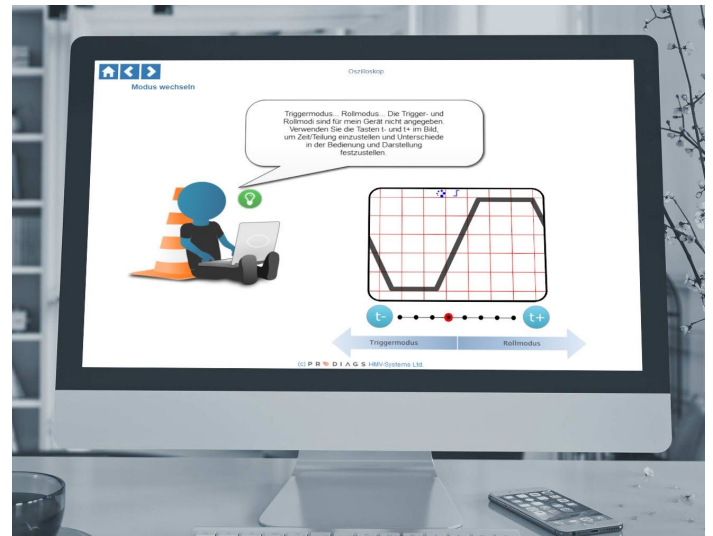 Oszilloskop
Modus wechseln
Triggermodus... Rollmodus... Die Trigger- und
Rollmodi sind für mein Gerät nicht angegeben.
Verwenden Sie die Tasten t- und t+ im Bild,
um Zeit/Teilung einzustellen und Unterschiede
in der Bedienung und Darstellung
festzustellen.
t-
t+
Triggermodus
Rollmodus
(c) PRODIAGS HMV-Systems Ltd.